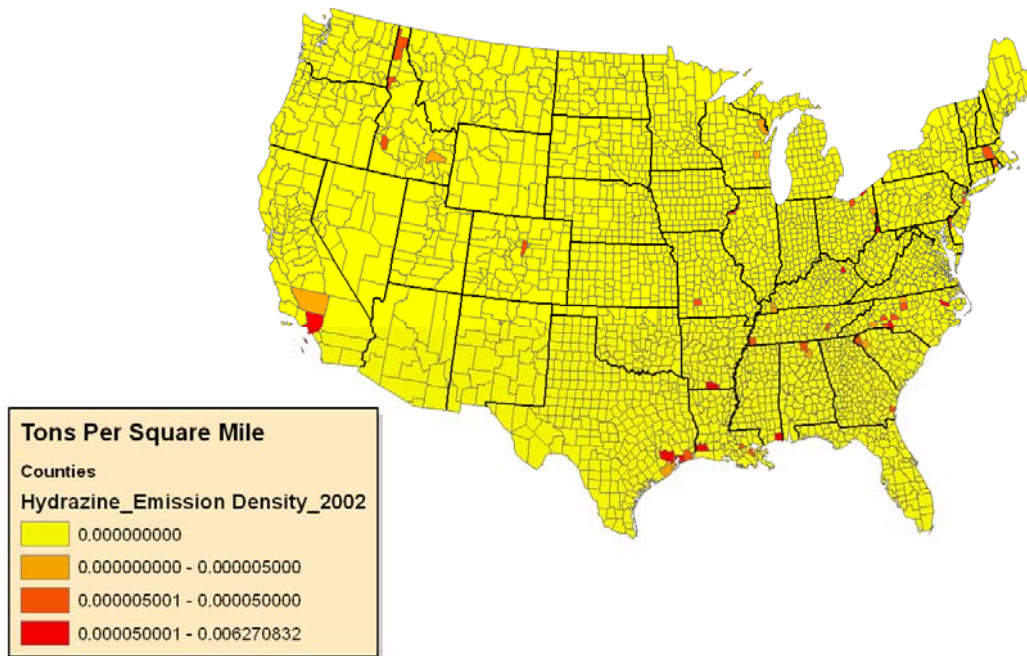 Tons Per Square Mile
Counties
Hydrazine_Emission Density_2002
0.000000000
0.000000000 - 0.000005000
0.000005001 - 0.000050000
0.000050001 - 0.006270832